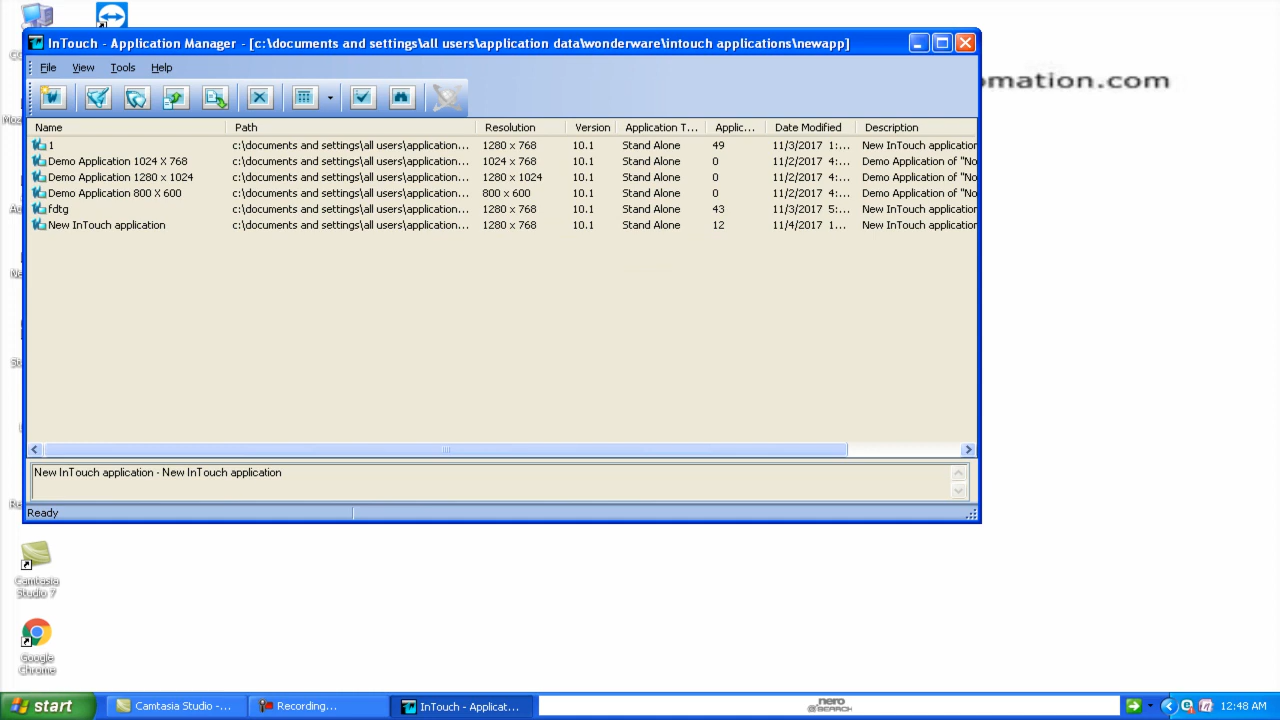 InTouch - Application Manager - [c:\documents and settings\all users\application data\wonderware\intouch applications\newapp]
mation.com
File View Tools Help
Name Path Resolution Version Application T... Applic... Date Modified Description
1 c:\documents and settings\all users\application... 1280 x 768 10.1 Stand Alone 49 11/3/2017 1:... New InTouch application
Demo Application 1024 X 768 c:\documents and settings\all users\application... 1024 x 768 10.1 Stand Alone 0 11/2/2017 4:... Demo Application of "No
Demo Application 1280 x 1024 c:\documents and settings\all users\application... 1280 x 1024 10.1 Stand Alone 0 11/2/2017 4:... Demo Application of "No
Demo Application 800 X 600 c:\documents and settings\all users\application... 800 x 600 10.1 Stand Alone 0 11/2/2017 4:... Demo Application of "No
fdtg c:\documents and settings\all users\application... 1280 x 768 10.1 Stand Alone 43 11/3/2017 5:... New InTouch application
New InTouch application c:\documents and settings\all users\application... 1280 x 768 10.1 Stand Alone 12 11/4/2017 1... New InTouch application
New InTouch application - New InTouch application
Ready
Camtasia
Studio 7
Google
Chrome
start Camtasia Studio -... Recording... InTouch - Applicat... nero 12:48 AM
@SEARCH